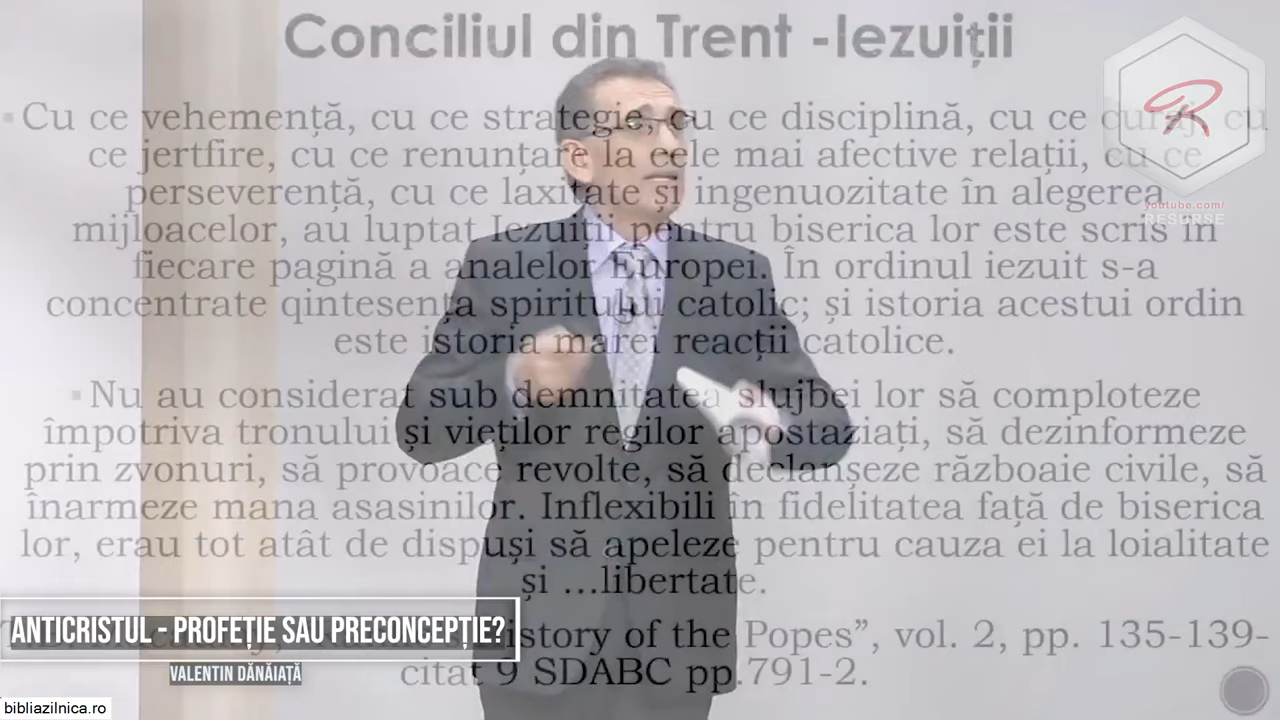 Conciliul din Trent -Iezuiții
Cu ce vehemență, cu ce strategie, cu ce disciplină, cu ce curaj, cu
ce jertfire, cu ce renunțare la cele mai afective relații, cu ce
perseverență, cu ce laxitate și ingenuozitate în alegerea
mijloacelor, au luptat Iezuiții pentru biserica lor este scris în
fiecare pagină a analelor Europei. În ordinul iezuit s-a
concentrate qintesența spiritului catolic; și istoria acestui ordin
este istoria marei reacții catolice.
Nu au considerat sub demnitatea slujbei lor să comploteze
împotriva tronului și vieților regilor apostaziați, să dezinformeze
prin zvonuri, să provoace revolte, să declanșeze războaie civile, să
înarmeze mana asasinilor. Inflexibili în fidelitatea față de biserica
lor, erau tot atât de dispuși să apeleze pentru cauza ei la loialitate
și ...libertate.
History of the Popes”, vol. 2, pp. 135-139-
citat 9 SDABC pp.791-2.
R
youtube.com/
RESURSE
ANTICRISTUL - PROFEȚIE SAU PRECONCEPȚIE?
VALENTIN DĂNĂIAȚĂ
bibliazilnica.ro